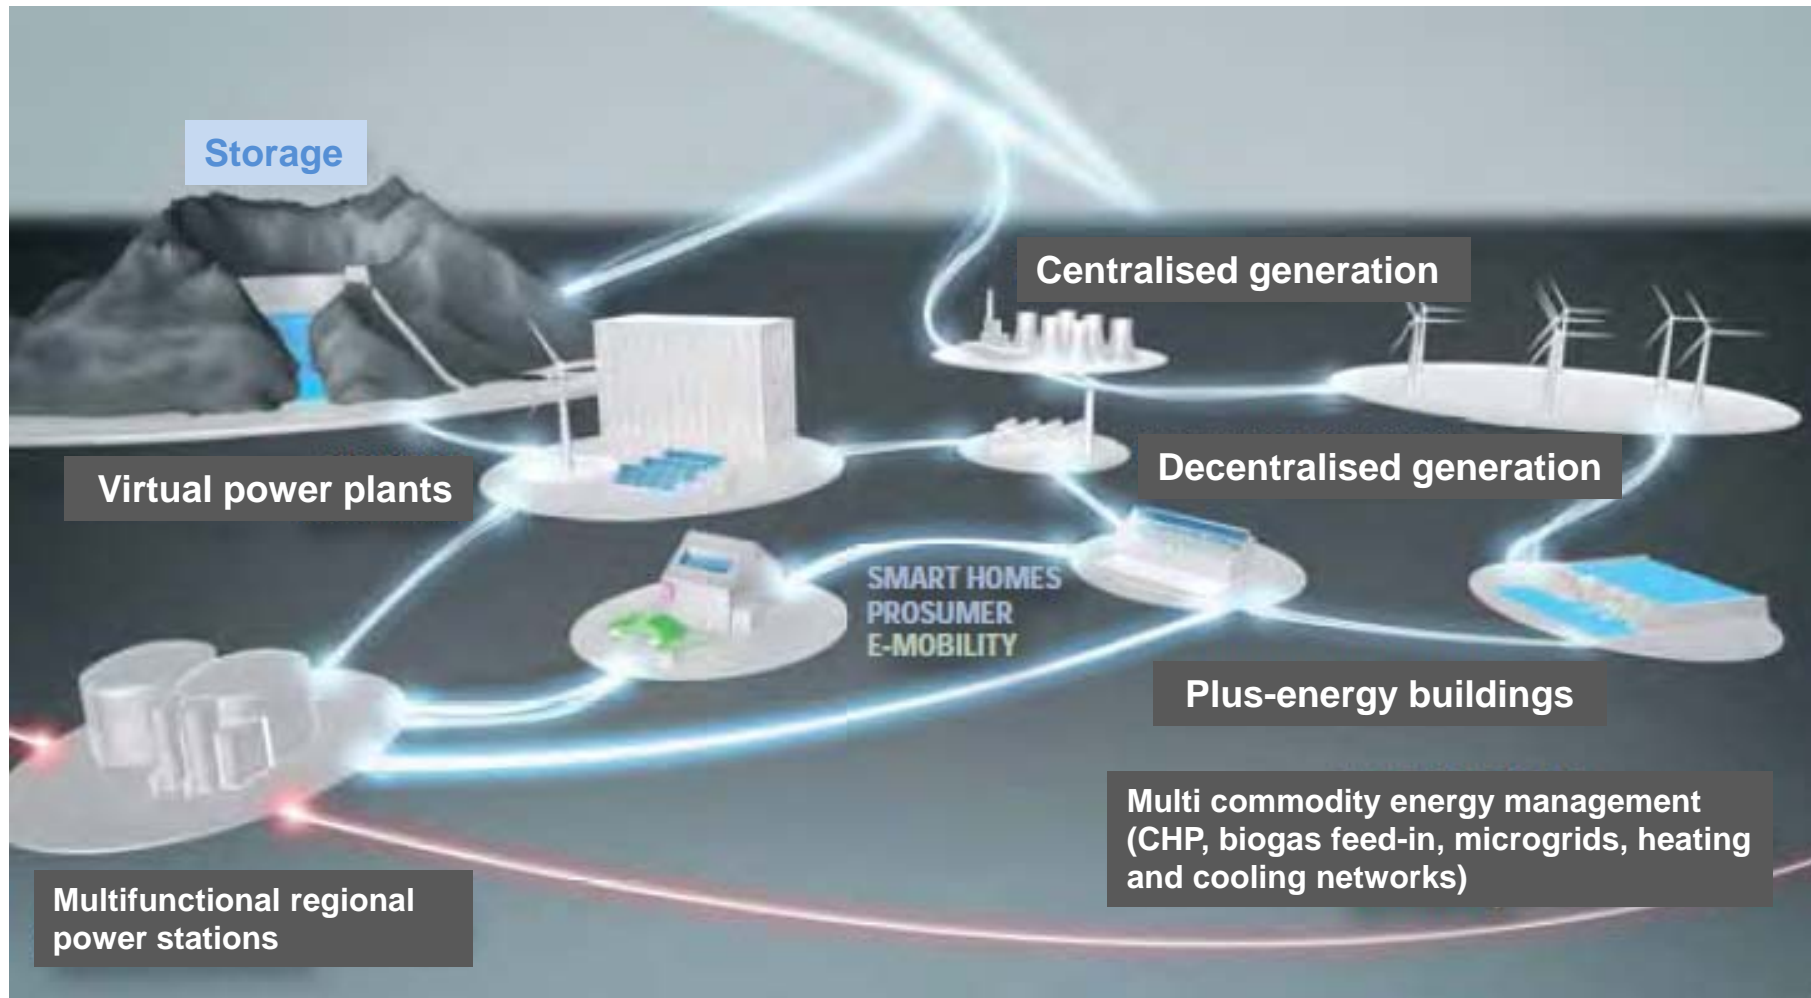 Storage
Centralised generation
Decentralised generation
Virtual power plants
SMART HOMES
PROSUMER
E-MOBILITY
Plus-energy buildings
Multi commodity energy management
(CHP, biogas feed-in, microgrids, heating
and cooling networks)
Multifunctional regional
power stations